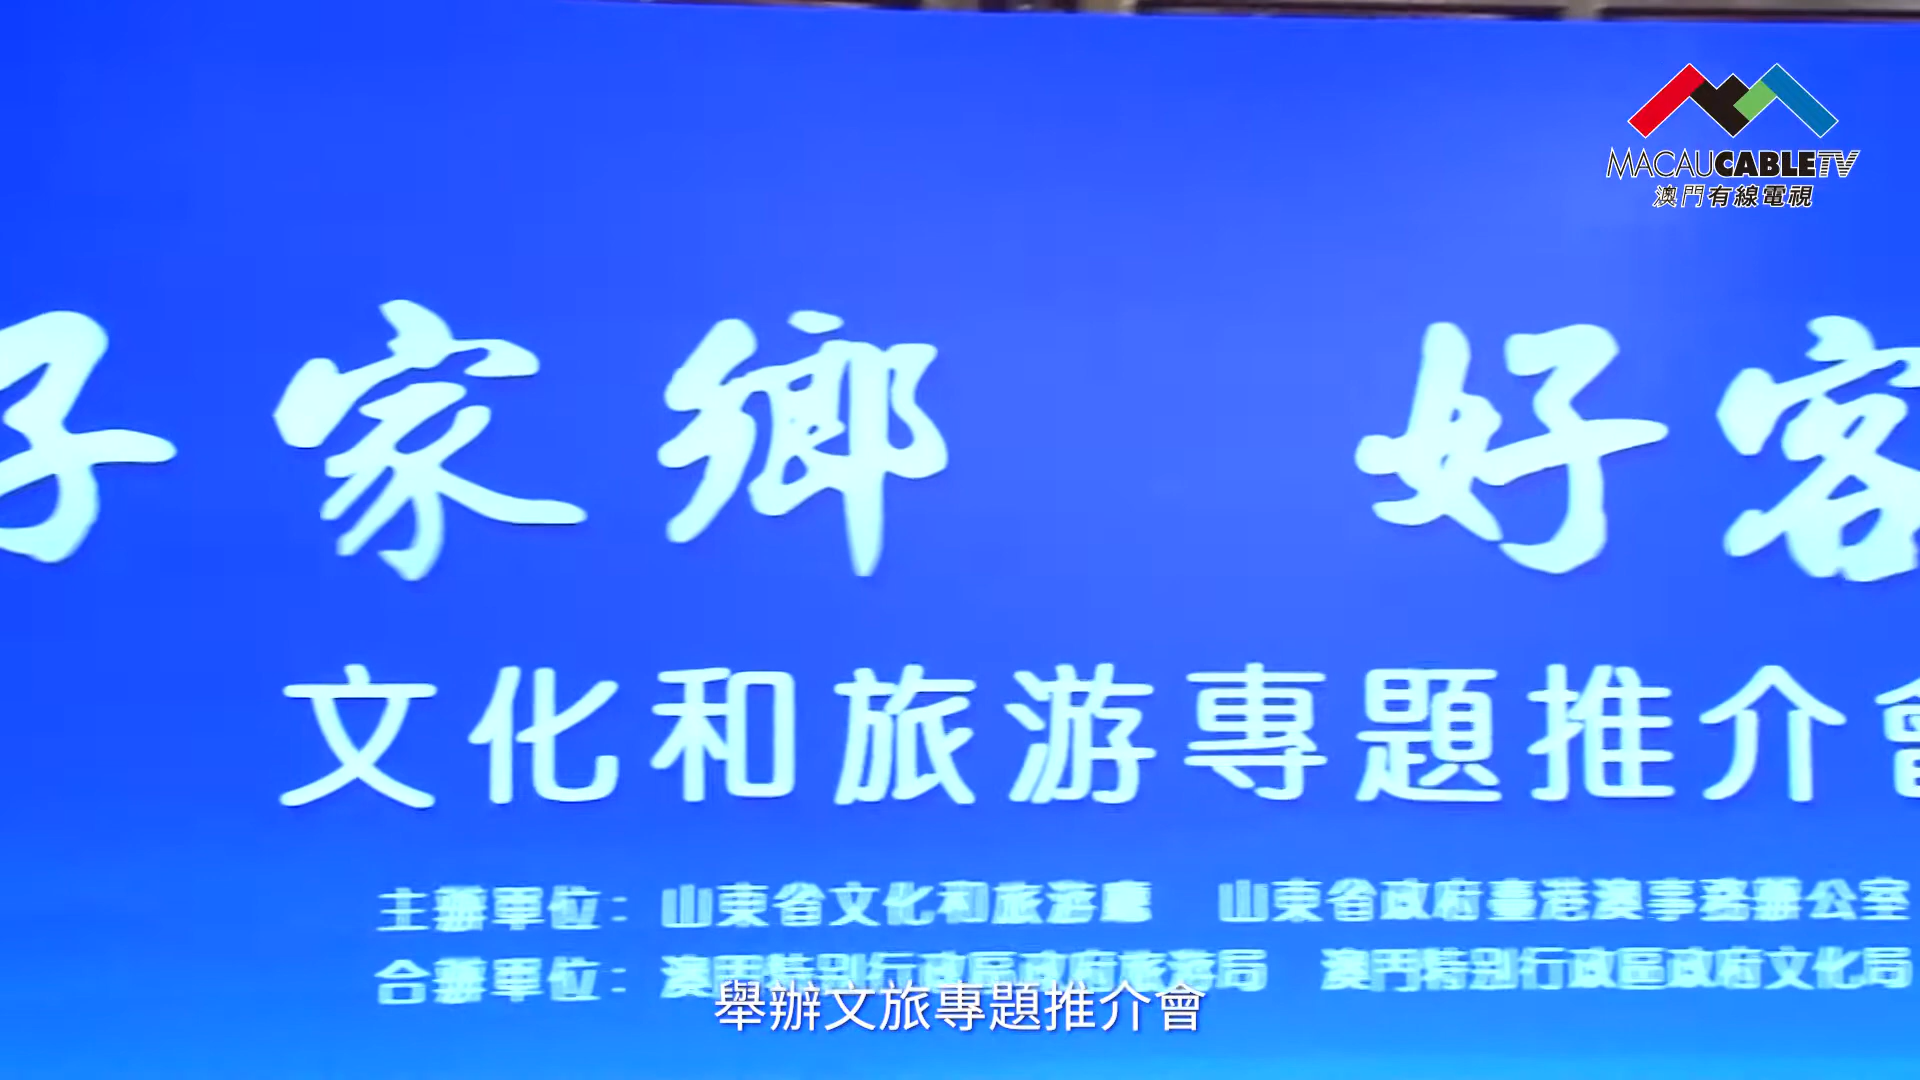 MACAU CABLE TV
澳門有線電視
家鄉 好客
文化和旅游專題推介會
主辦單位：山東省文化和旅游廳 山東省政府臺港澳事務辦公室
合辦單位：澳門特別行政區政府旅游局 澳門特別行政區政府文化局
舉辦文旅專題推介會